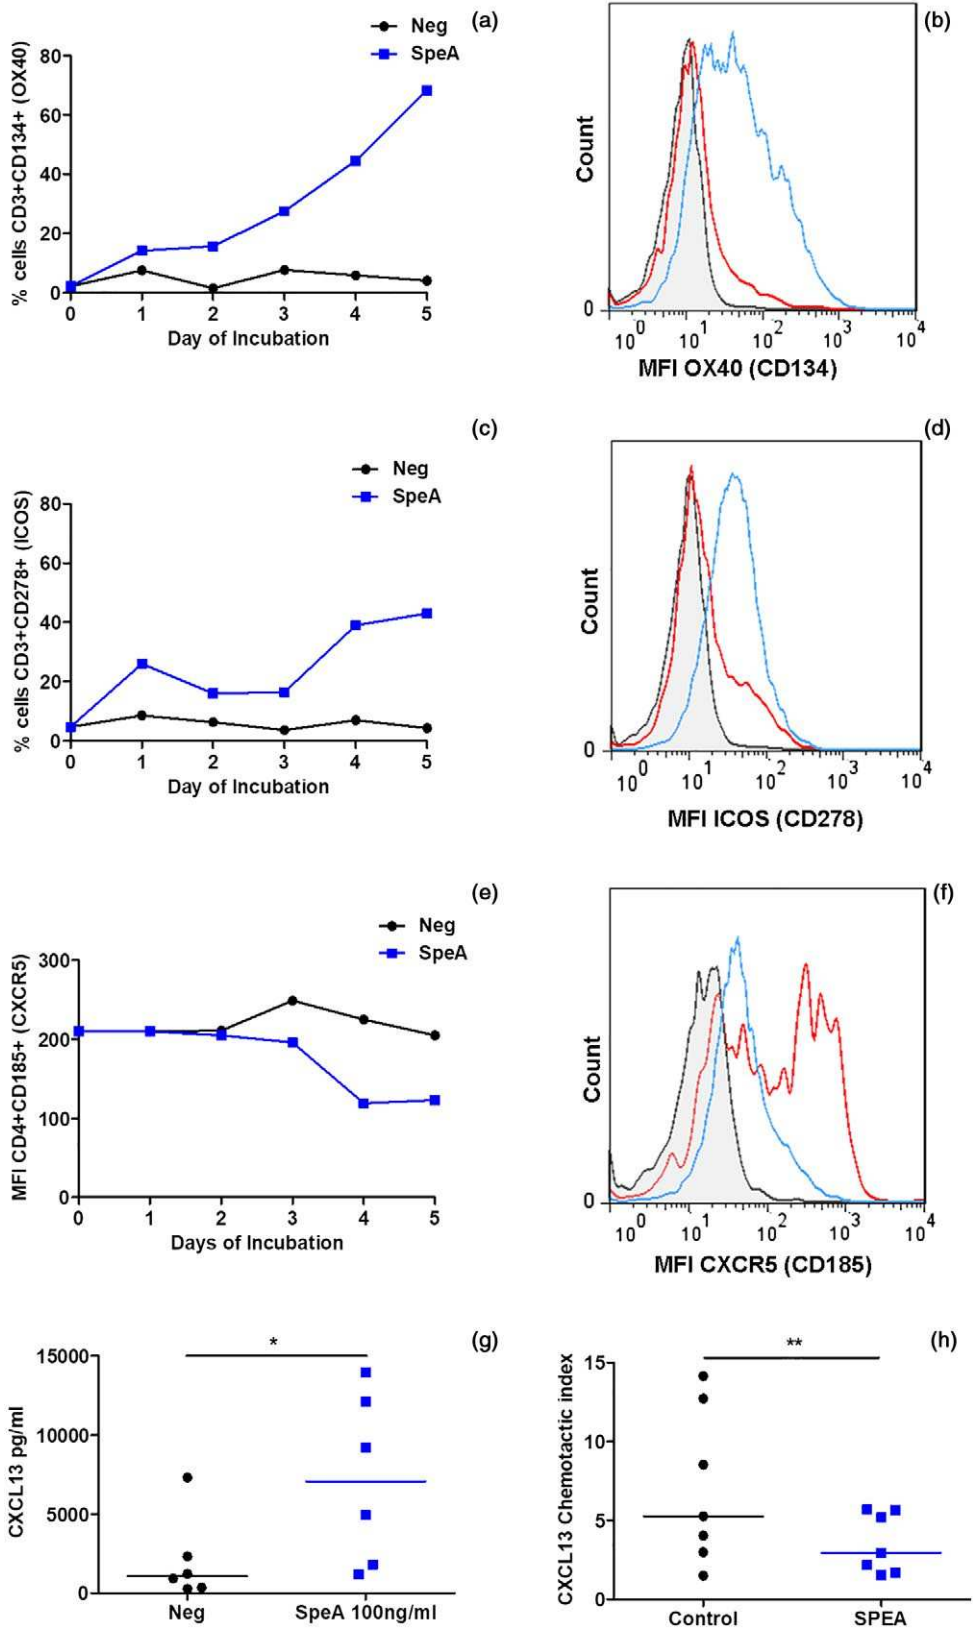 (a)
Neg
SpeA
% cells CD3+CD134+ (OX40)
80
60
40
20
0
0 1 2 3 4 5
Day of Incubation
(b)
Count
0
10^0 10^1 10^2 10^3 10^4
MFI OX40 (CD134)
(c)
Neg
SpeA
% cells CD3+CD278+ (ICOS)
80
60
40
20
0
0 1 2 3 4 5
Day of Incubation
(d)
Count
0
10^0 10^1 10^2 10^3 10^4
MFI ICOS (CD278)
(e)
Neg
SpeA
MFI CD4+CD185+ (CXCR5)
300
200
100
0
0 1 2 3 4 5
Days of Incubation
(f)
Count
0
10^0 10^1 10^2 10^3 10^4
MFI CXCR5 (CD185)
(g)
*
CXCL13 pg/ml
15000
10000
5000
0
Neg SpeA 100ng/ml
(h)
**
CXCL13 Chemotactic index
15
10
5
0
Control SPEA